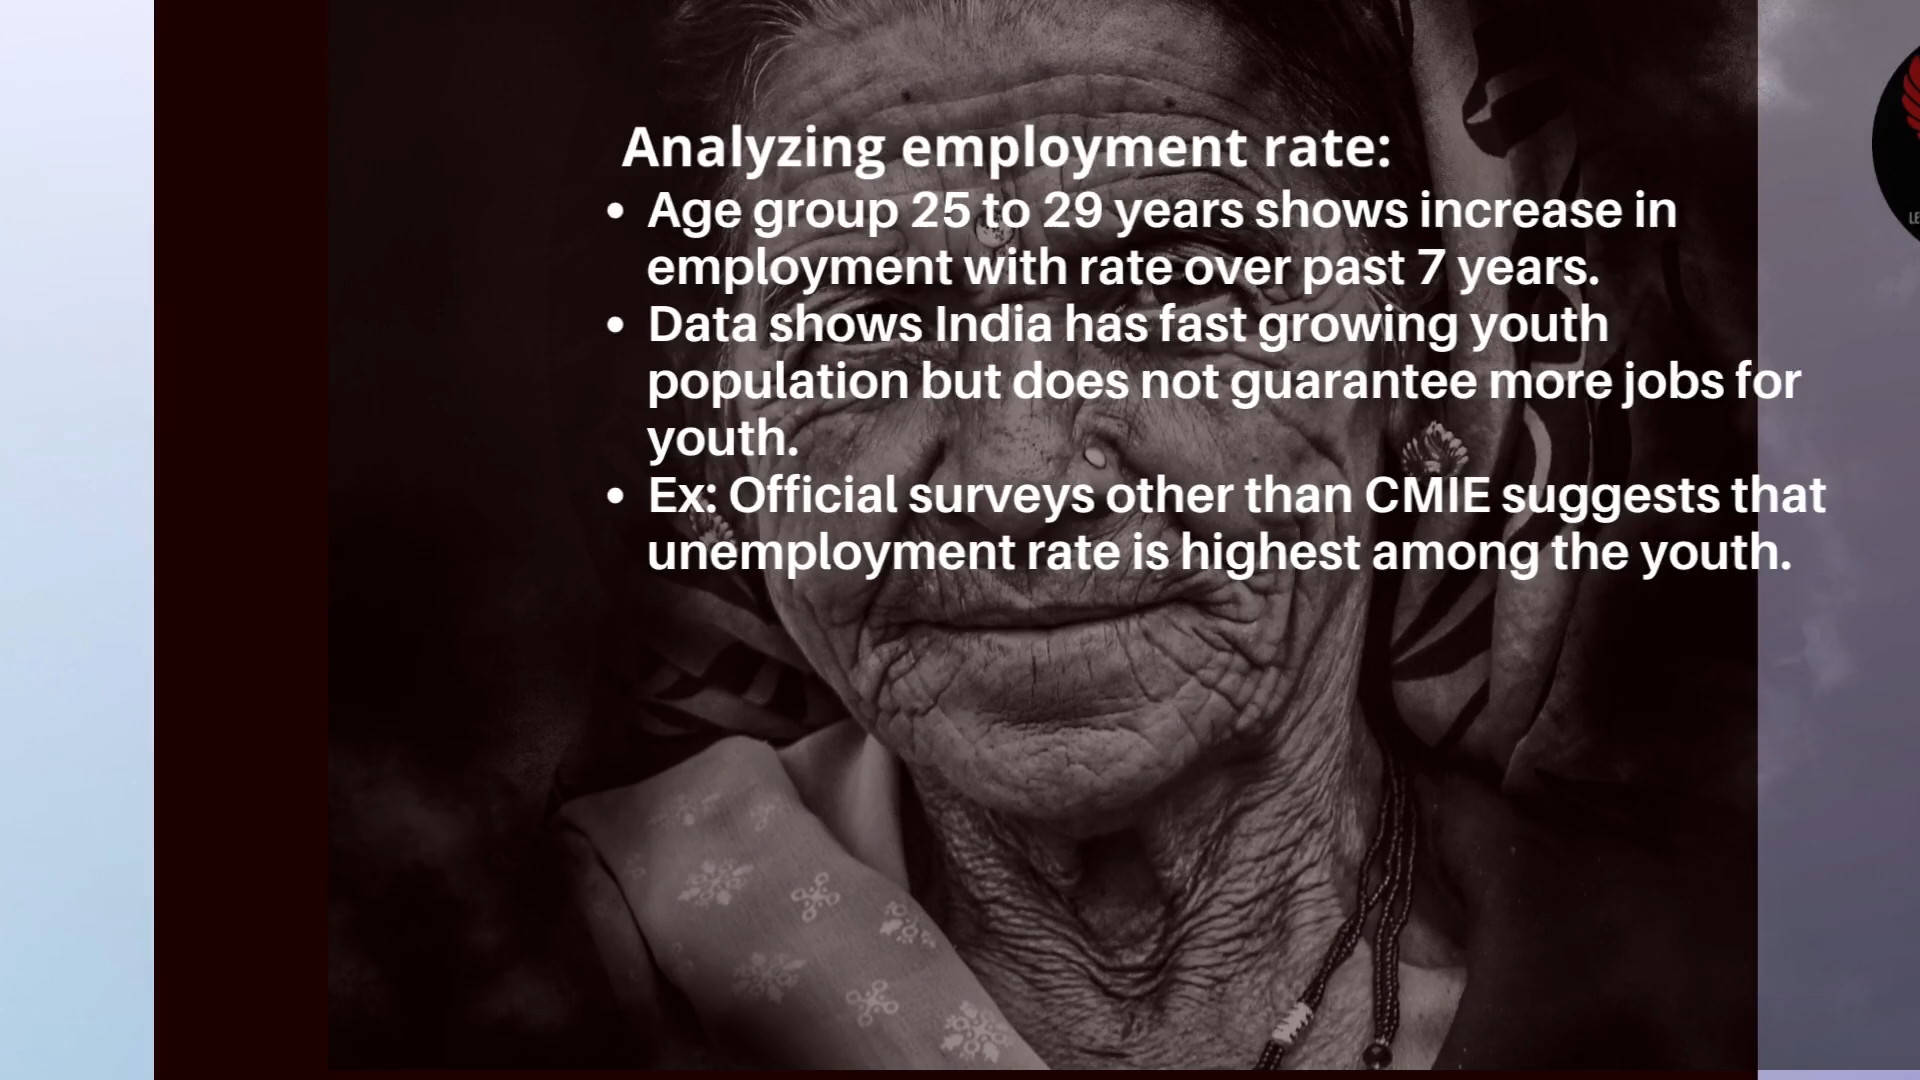 Analyzing employment rate:
• Age group 25 to 29 years shows increase in
employment with rate over past 7 years.
• Data shows India has fast growing youth
population but does not guarantee more jobs for
youth.
• Ex: Official surveys other than CMIE suggests that
unemployment rate is highest among the youth.